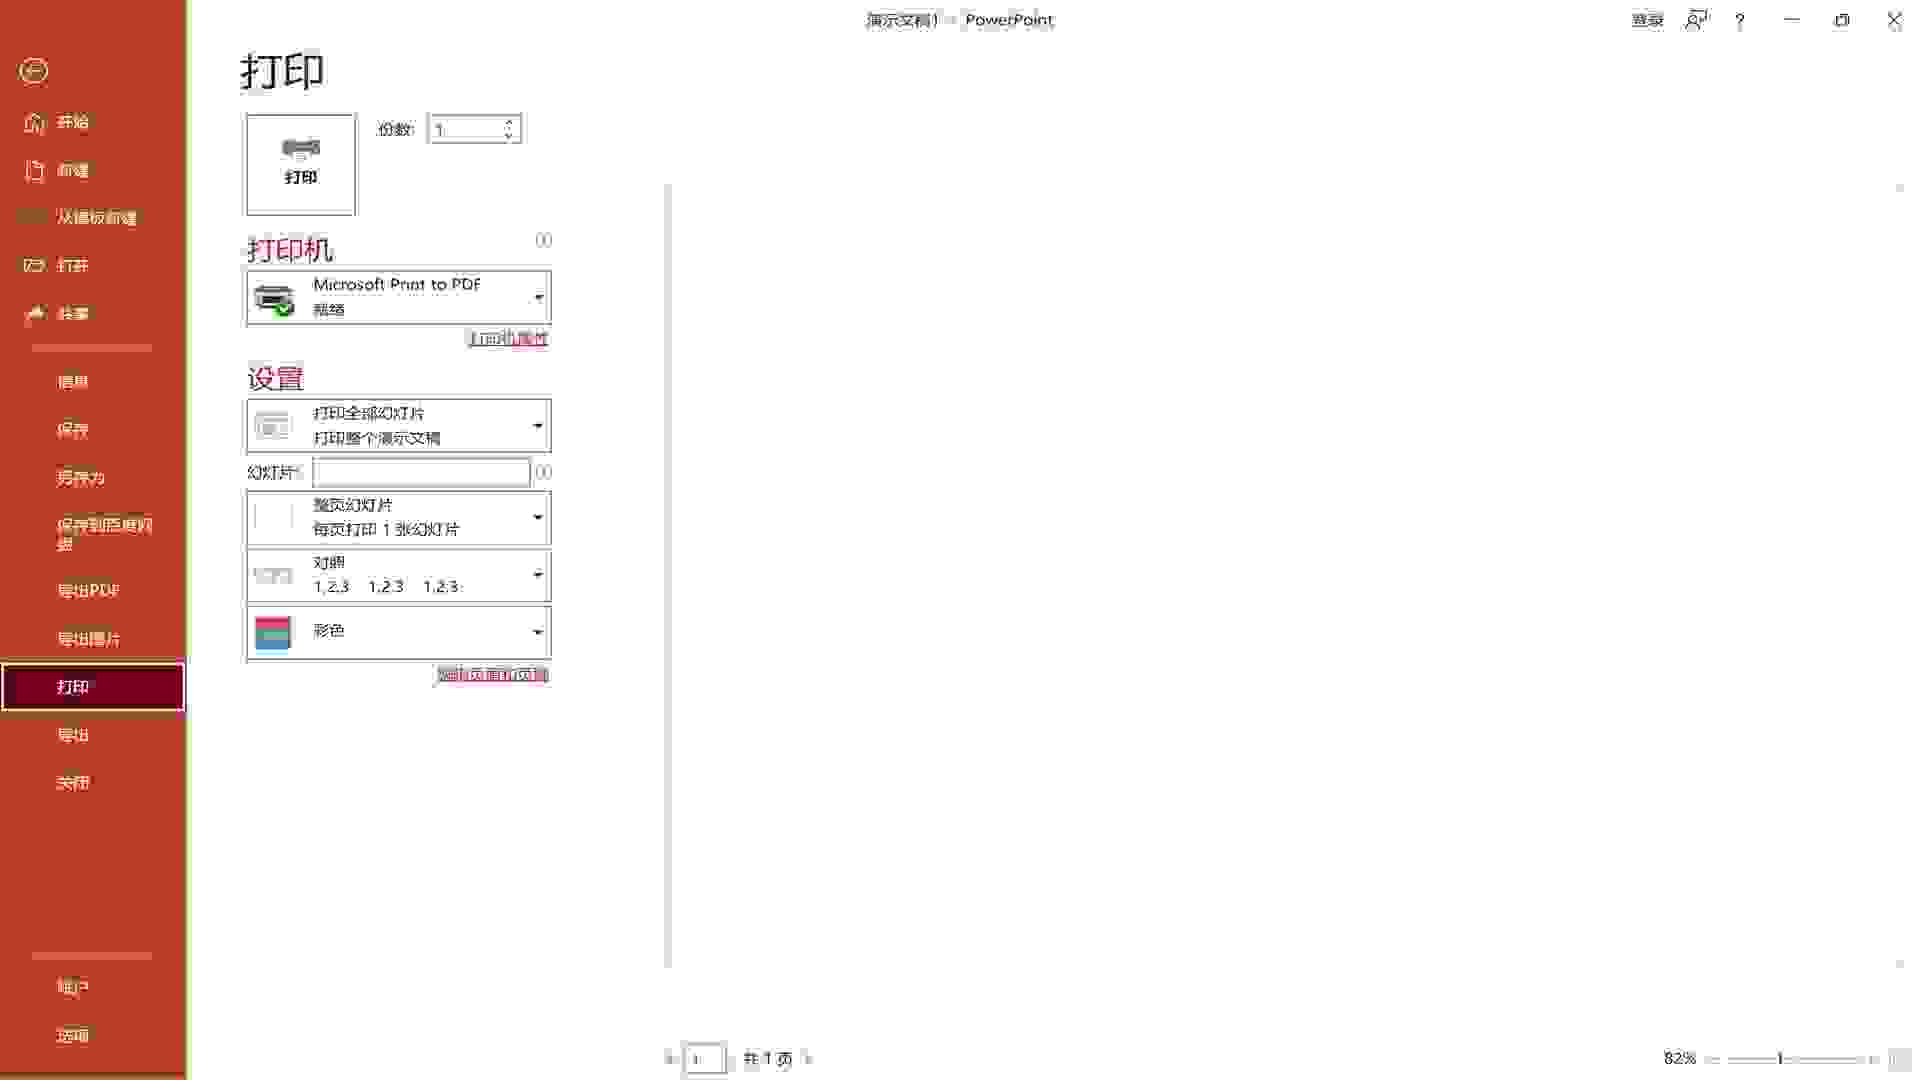 演示文稿1 - PowerPoint
登录
?
打印
开始
新建
从模板新建
打开
共享
信息
保存
另存为
保存到百度网
盘
导出PDF
导出图片
打印
导出
关闭
账户
选项
打印
份数:
1
打印机
Microsoft Print to PDF
就绪
打印机属性
设置
打印全部幻灯片
打印整个演示文稿
幻灯片:
整页幻灯片
每页打印 1 张幻灯片
对照
1,2,3 1,2,3 1,2,3
彩色
编辑页眉和页脚
1
共 1 页
82%